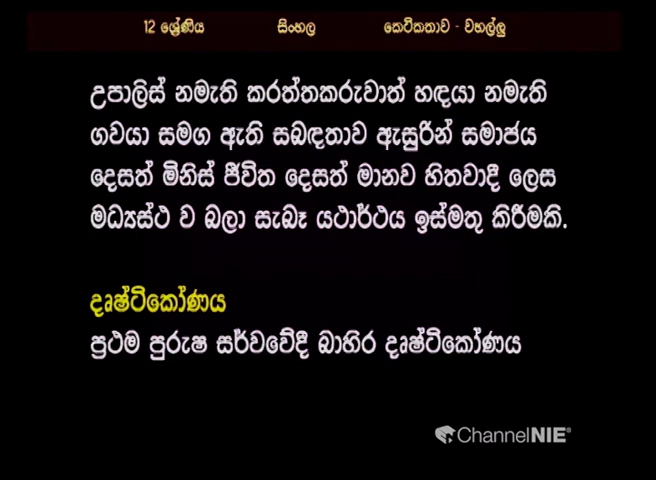 12 ශ්‍රේණිය සිංහල කෙටිකතාව - වහල්ලු
උපාලිස් නමැති කරත්තකරුවාත් හඳයා නමැති
ගවයා සමග ඇති සබඳතාව ඇසුරින් සමාජය
දෙසත් මිනිස් ජීවිත දෙසත් මානව හිතවාදී ලෙස
මධ්‍යස්ථ ව බලා සැබෑ යථාර්ථය ඉස්මතු කිරීමකි.
දෘෂ්ටිකෝණය
ප්‍රථම පුරුෂ සර්වවේදී බාහිර දෘෂ්ටිකෝණය
ChannelNIE®